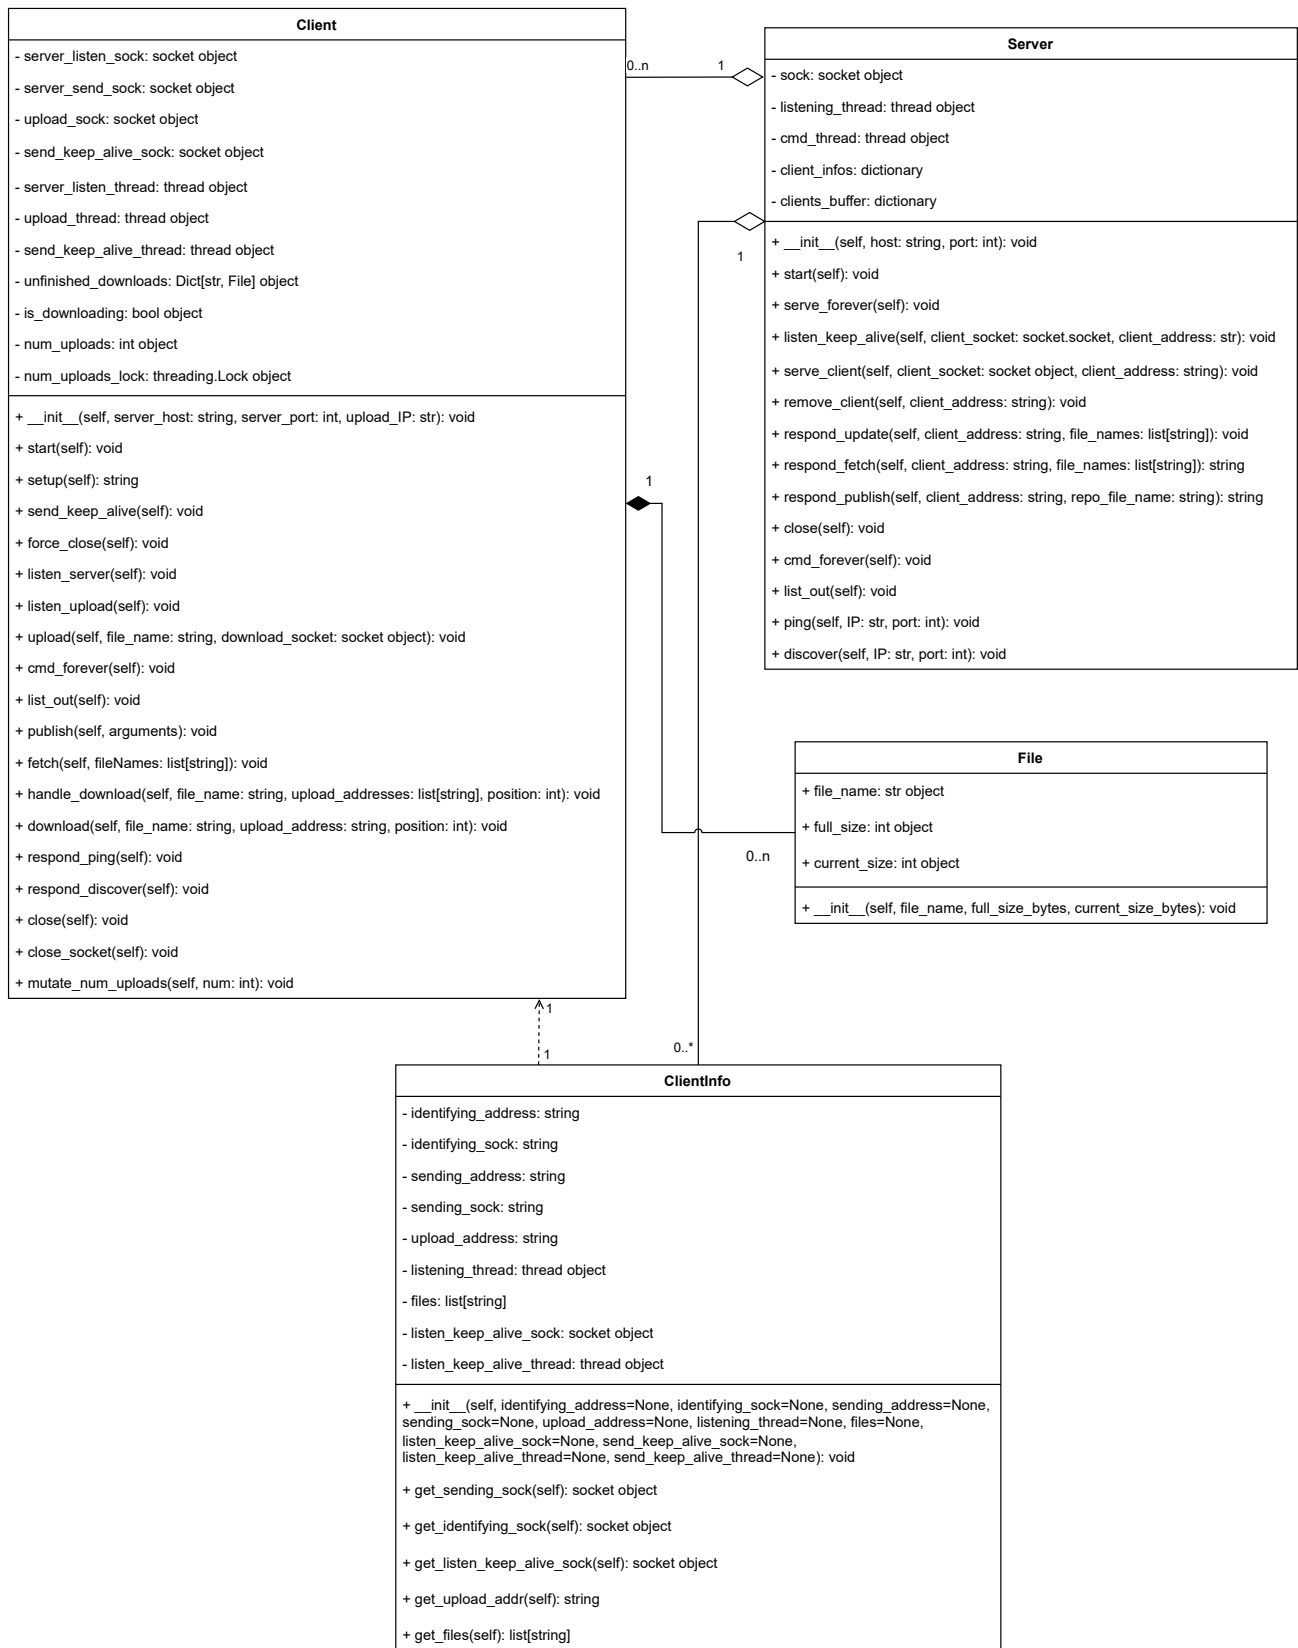 Client
- server_listen_sock: socket object
- server_send_sock: socket object
- upload_sock: socket object
- send_keep_alive_sock: socket object
- server_listen_thread: thread object
- upload_thread: thread object
- send_keep_alive_thread: thread object
- unfinished_downloads: Dict[str, File] object
- is_downloading: bool object
- num_uploads: int object
- num_uploads_lock: threading.Lock object
+ __init__(self, server_host: string, server_port: int, upload_IP: str): void
+ start(self): void
+ setup(self): string
+ send_keep_alive(self): void
+ force_close(self): void
+ listen_server(self): void
+ listen_upload(self): void
+ upload(self, file_name: string, download_socket: socket object): void
+ cmd_forever(self): void
+ list_out(self): void
+ publish(self, arguments): void
+ fetch(self, fileNames: list[string]): void
+ handle_download(self, file_name: string, upload_addresses: list[string], position: int): void
+ download(self, file_name: string, upload_address: string, position: int): void
+ respond_ping(self): void
+ respond_discover(self): void
+ close(self): void
+ close_socket(self): void
+ mutate_num_uploads(self, num: int): void
0..n
1
Server
- sock: socket object
- listening_thread: thread object
- cmd_thread: thread object
- client_infos: dictionary
- clients_buffer: dictionary
1
+ __init__(self, host: string, port: int): void
+ start(self): void
+ serve_forever(self): void
+ listen_keep_alive(self, client_socket: socket.socket, client_address: str): void
+ serve_client(self, client_socket: socket object, client_address: string): void
+ remove_client(self, client_address: string): void
+ respond_update(self, client_address: string, file_names: list[string]): void
+ respond_fetch(self, client_address: string, file_names: list[string]): string
+ respond_publish(self, client_address: string, repo_file_name: string): string
+ close(self): void
+ cmd_forever(self): void
+ list_out(self): void
+ ping(self, IP: str, port: int): void
+ discover(self, IP: str, port: int): void
1
0..n
File
+ file_name: str object
+ full_size: int object
+ current_size: int object
+ __init__(self, file_name, full_size_bytes, current_size_bytes): void
1
1
0..*
ClientInfo
- identifying_address: string
- identifying_sock: string
- sending_address: string
- sending_sock: string
- upload_address: string
- listening_thread: thread object
- files: list[string]
- listen_keep_alive_sock: socket object
- listen_keep_alive_thread: thread object
+ __init__(self, identifying_address=None, identifying_sock=None, sending_address=None,
sending_sock=None, upload_address=None, listening_thread=None, files=None,
listen_keep_alive_sock=None, send_keep_alive_sock=None,
listen_keep_alive_thread=None, send_keep_alive_thread=None): void
+ get_sending_sock(self): socket object
+ get_identifying_sock(self): socket object
+ get_listen_keep_alive_sock(self): socket object
+ get_upload_addr(self): string
+ get_files(self): list[string]